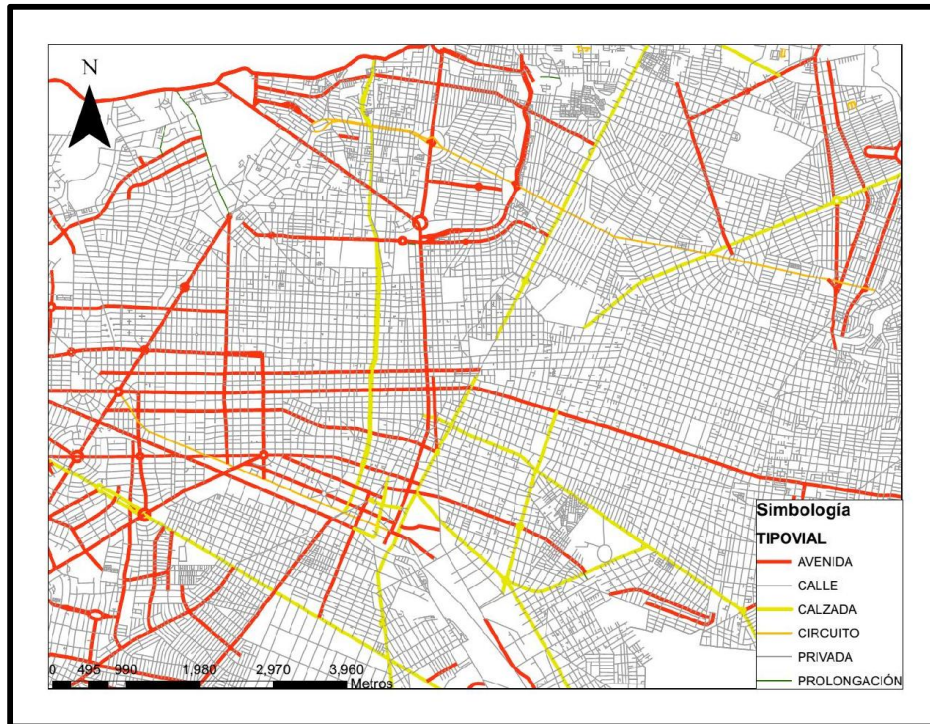 N
Simbología
TIPOVIAL
AVENIDA
CALLE
CALZADA
CIRCUITO
PRIVADA
PROLONGACIÓN
0 495 990 1,980 2,970 3,960
Metros